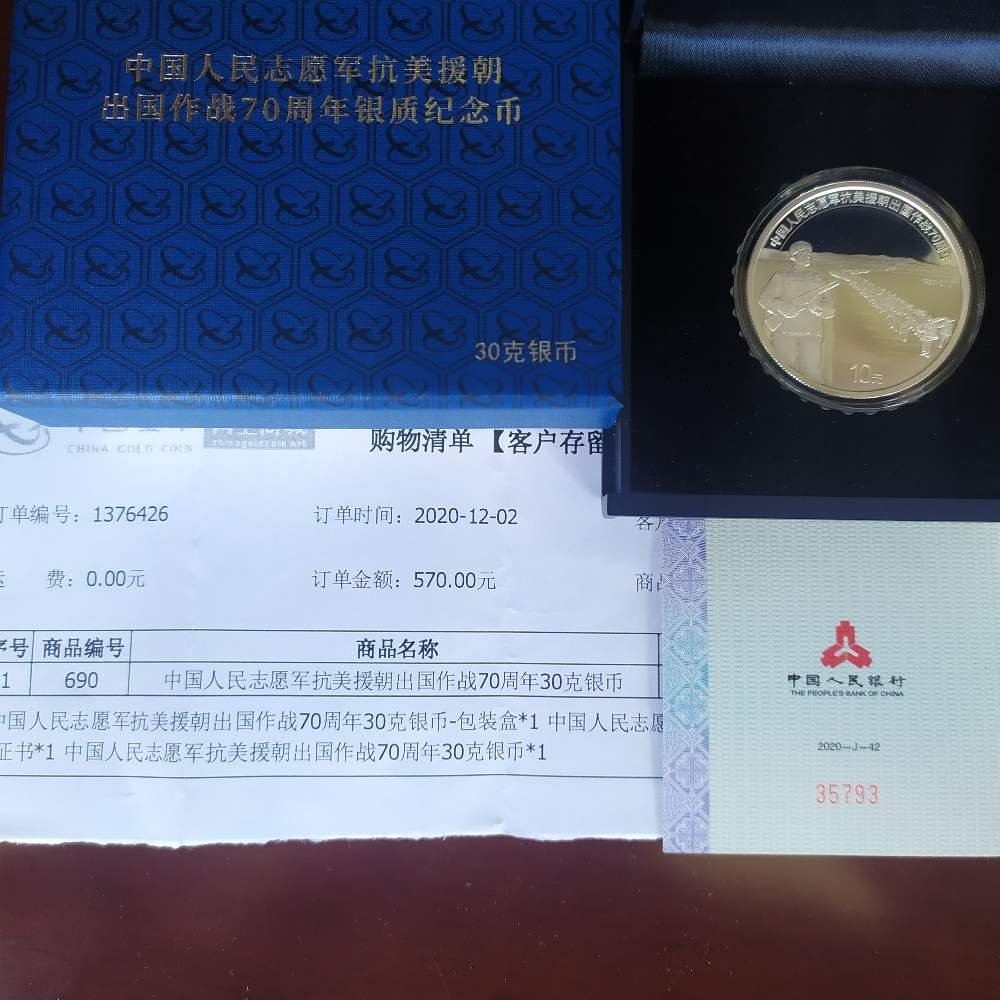 中国人民志愿军抗美援朝
出国作战70周年银质纪念币
30克银币
中国人民志愿军抗美援朝出国作战70周年
10元
CHINA GOLD COIN
chinagoldcoin.net
购物清单 【客户存留
订单编号：1376426
订单时间：2020-12-02
客户
费：0.00元
订单金额：570.00元
商品
序号 商品编号 商品名称
1 690 中国人民志愿军抗美援朝出国作战70周年30克银币
中国人民志愿军抗美援朝出国作战70周年30克银币-包装盒*1 中国人民志愿
证书*1 中国人民志愿军抗美援朝出国作战70周年30克银币*1
中国人民银行
THE PEOPLE'S BANK OF CHINA
2020-J-42
35793